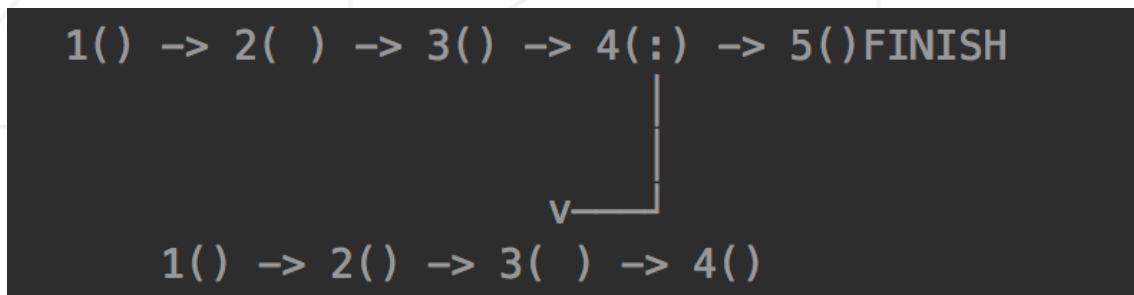 1() —> 2( ) —> 3() —> 4(:) —> 5()FINISH
|
|
v——┘
1() —> 2() —> 3( ) —> 4()